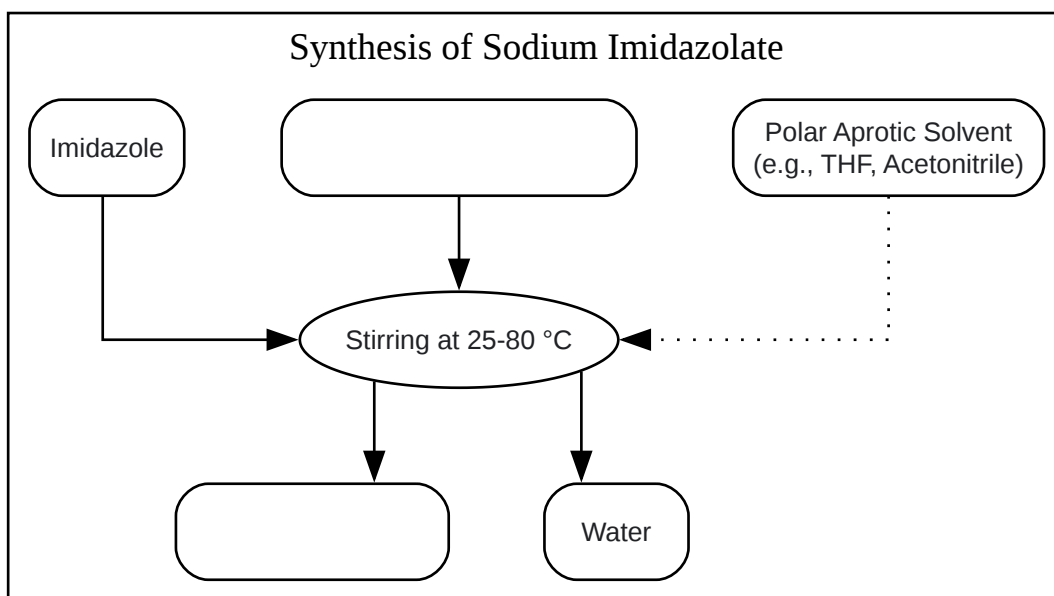 Synthesis of Sodium Imidazolate
Imidazole
Polar Aprotic Solvent
(e.g., THF, Acetonitrile)
Stirring at 25-80 °C
Water